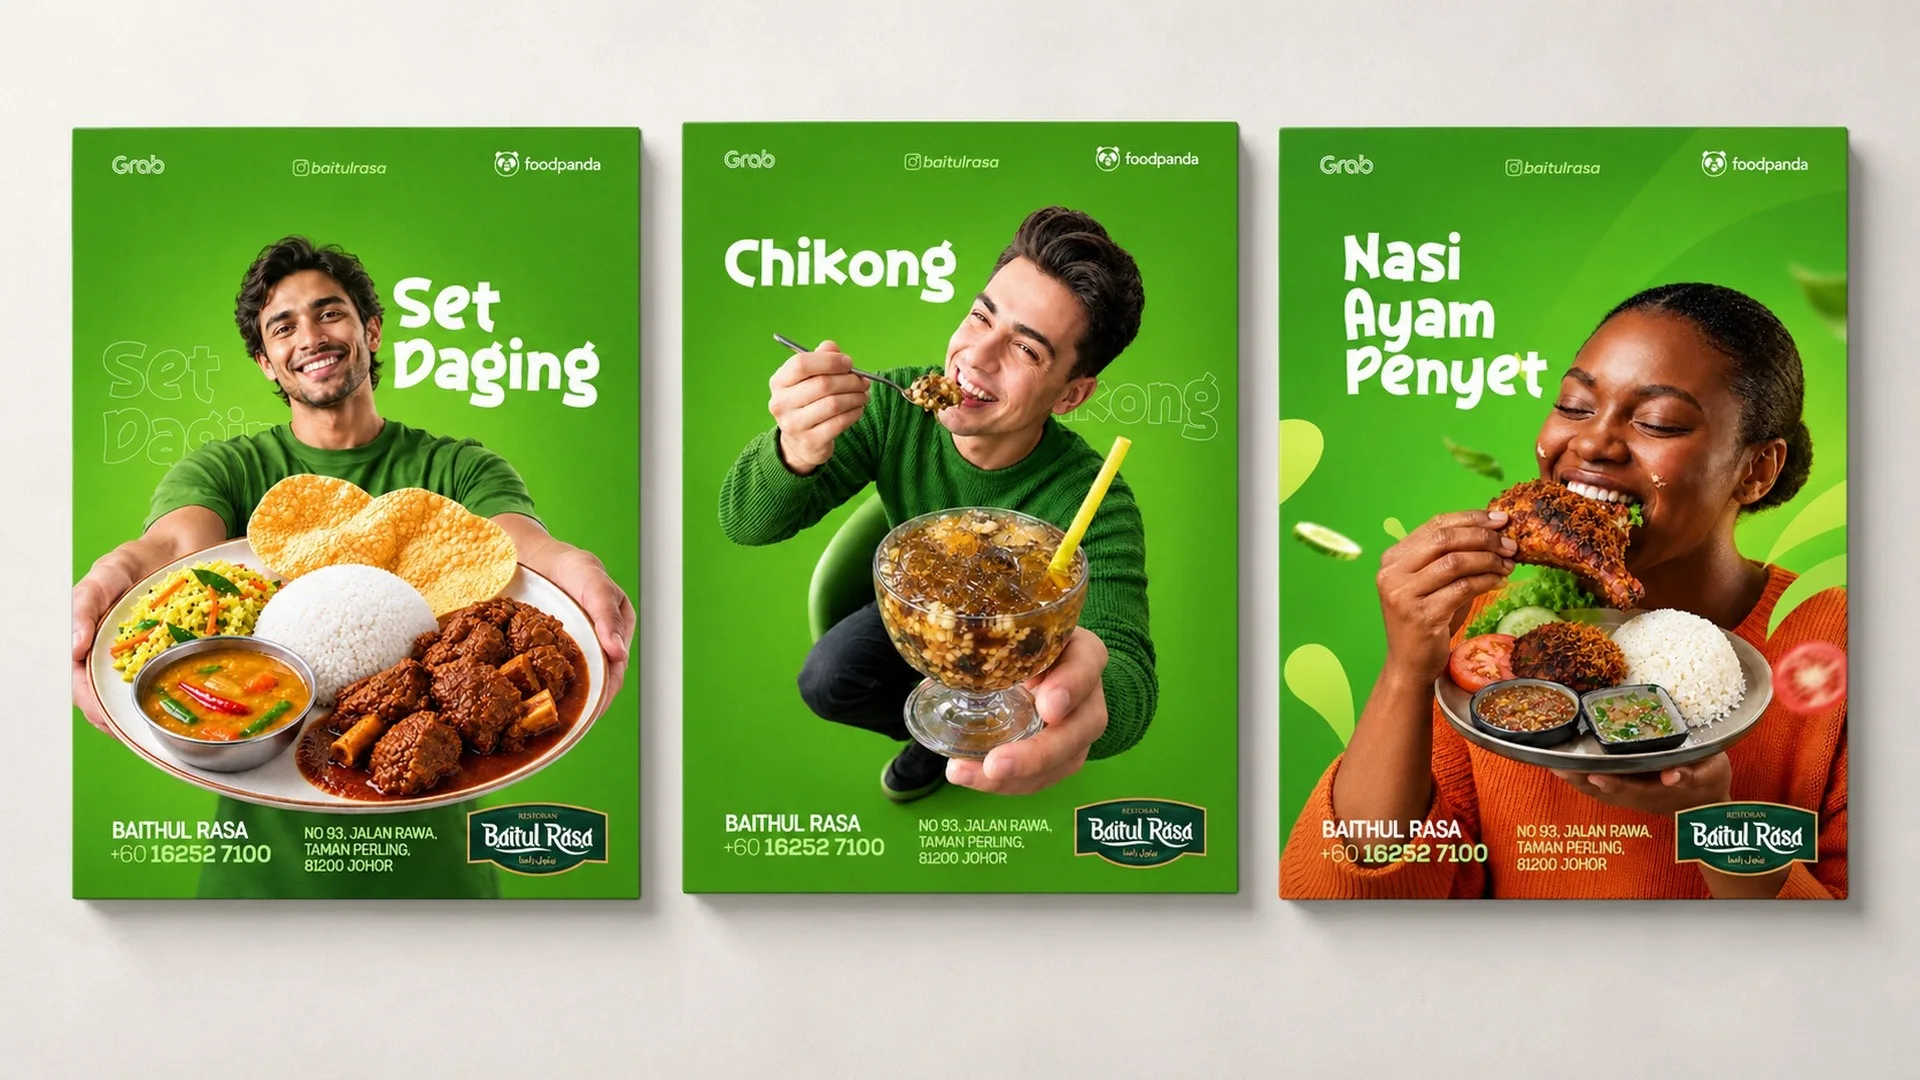 Grab
baitulrasa
foodpanda
Set
Daging
Set
Dagin
BAITHUL RASA
+60 16252 7100
NO 93, JALAN RAWA,
TAMAN PERLING,
81200 JOHOR
RESTORAN
Baitul Rasa
Grab
baitulrasa
foodpanda
Chikong
kong
BAITHUL RASA
+60 16252 7100
NO 93, JALAN RAWA,
TAMAN PERLING,
81200 JOHOR
RESTORAN
Baitul Rasa
Grab
baitulrasa
foodpanda
Nasi
Ayam
Penyet
BAITHUL RASA
+60 16252 7100
NO 93, JALAN RAWA,
TAMAN PERLING,
81200 JOHOR
RESTORAN
Baitul Rasa